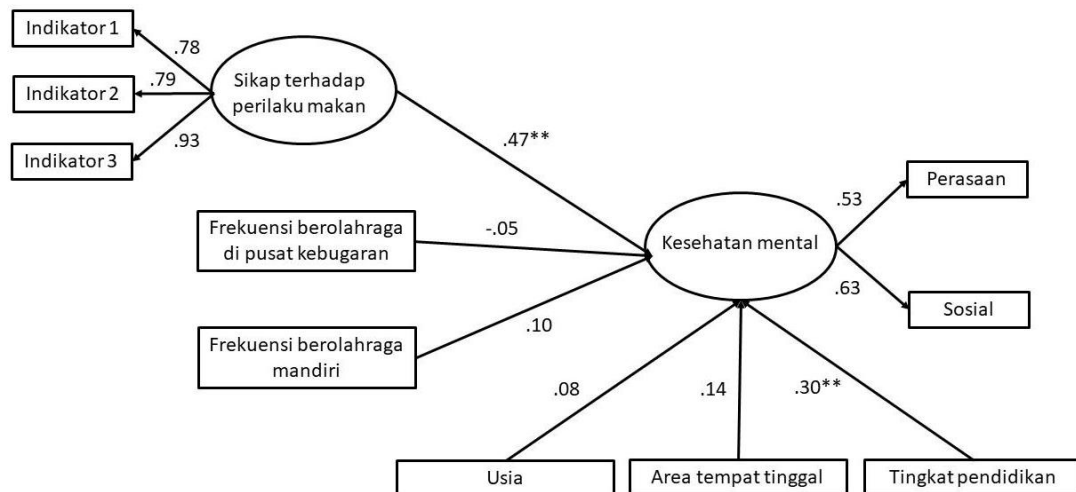 Indikator 1
.78
Indikator 2
.79
Indikator 3
.93
Sikap terhadap
perilaku makan
.47**
Frekuensi berolahraga
di pusat kebugaran
-.05
Frekuensi berolahraga
mandiri
.10
Kesehatan mental
.53
Perasaan
.63
Sosial
.08
.14
.30**
Usia
Area tempat tinggal
Tingkat pendidikan